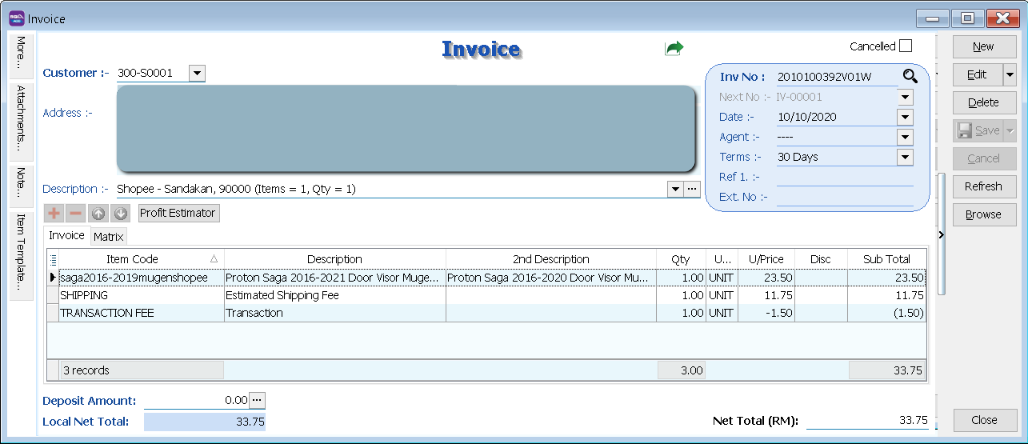 Invoice
More...
Attachments...
Note...
Item Template...
Invoice
Cancelled
Customer :- 300-S0001
Address :-
Inv No : 2010100392V01W
Next No :- IV-00001
Date :- 10/10/2020
Agent :- ----
Terms :- 30 Days
Ref 1. :-
Ext. No :-
Description :- Shopee - Sandakan, 90000 (Items = 1, Qty = 1)
Profit Estimator
Invoice Matrix
Item Code Description 2nd Description Qty U... U/Price Disc Sub Total
saga2016-2019mugenshopee Proton Saga 2016-2021 Door Visor Muge... Proton Saga 2016-2020 Door Visor Mu... 1.00 UNIT 23.50 23.50
SHIPPING Estimated Shipping Fee 1.00 UNIT 11.75 11.75
TRANSACTION FEE Transaction 1.00 UNIT -1.50 (1.50)
3 records 3.00 33.75
Deposit Amount: 0.00
Local Net Total: 33.75
Net Total (RM): 33.75
New
Edit
Delete
Save
Cancel
Refresh
Browse
Close